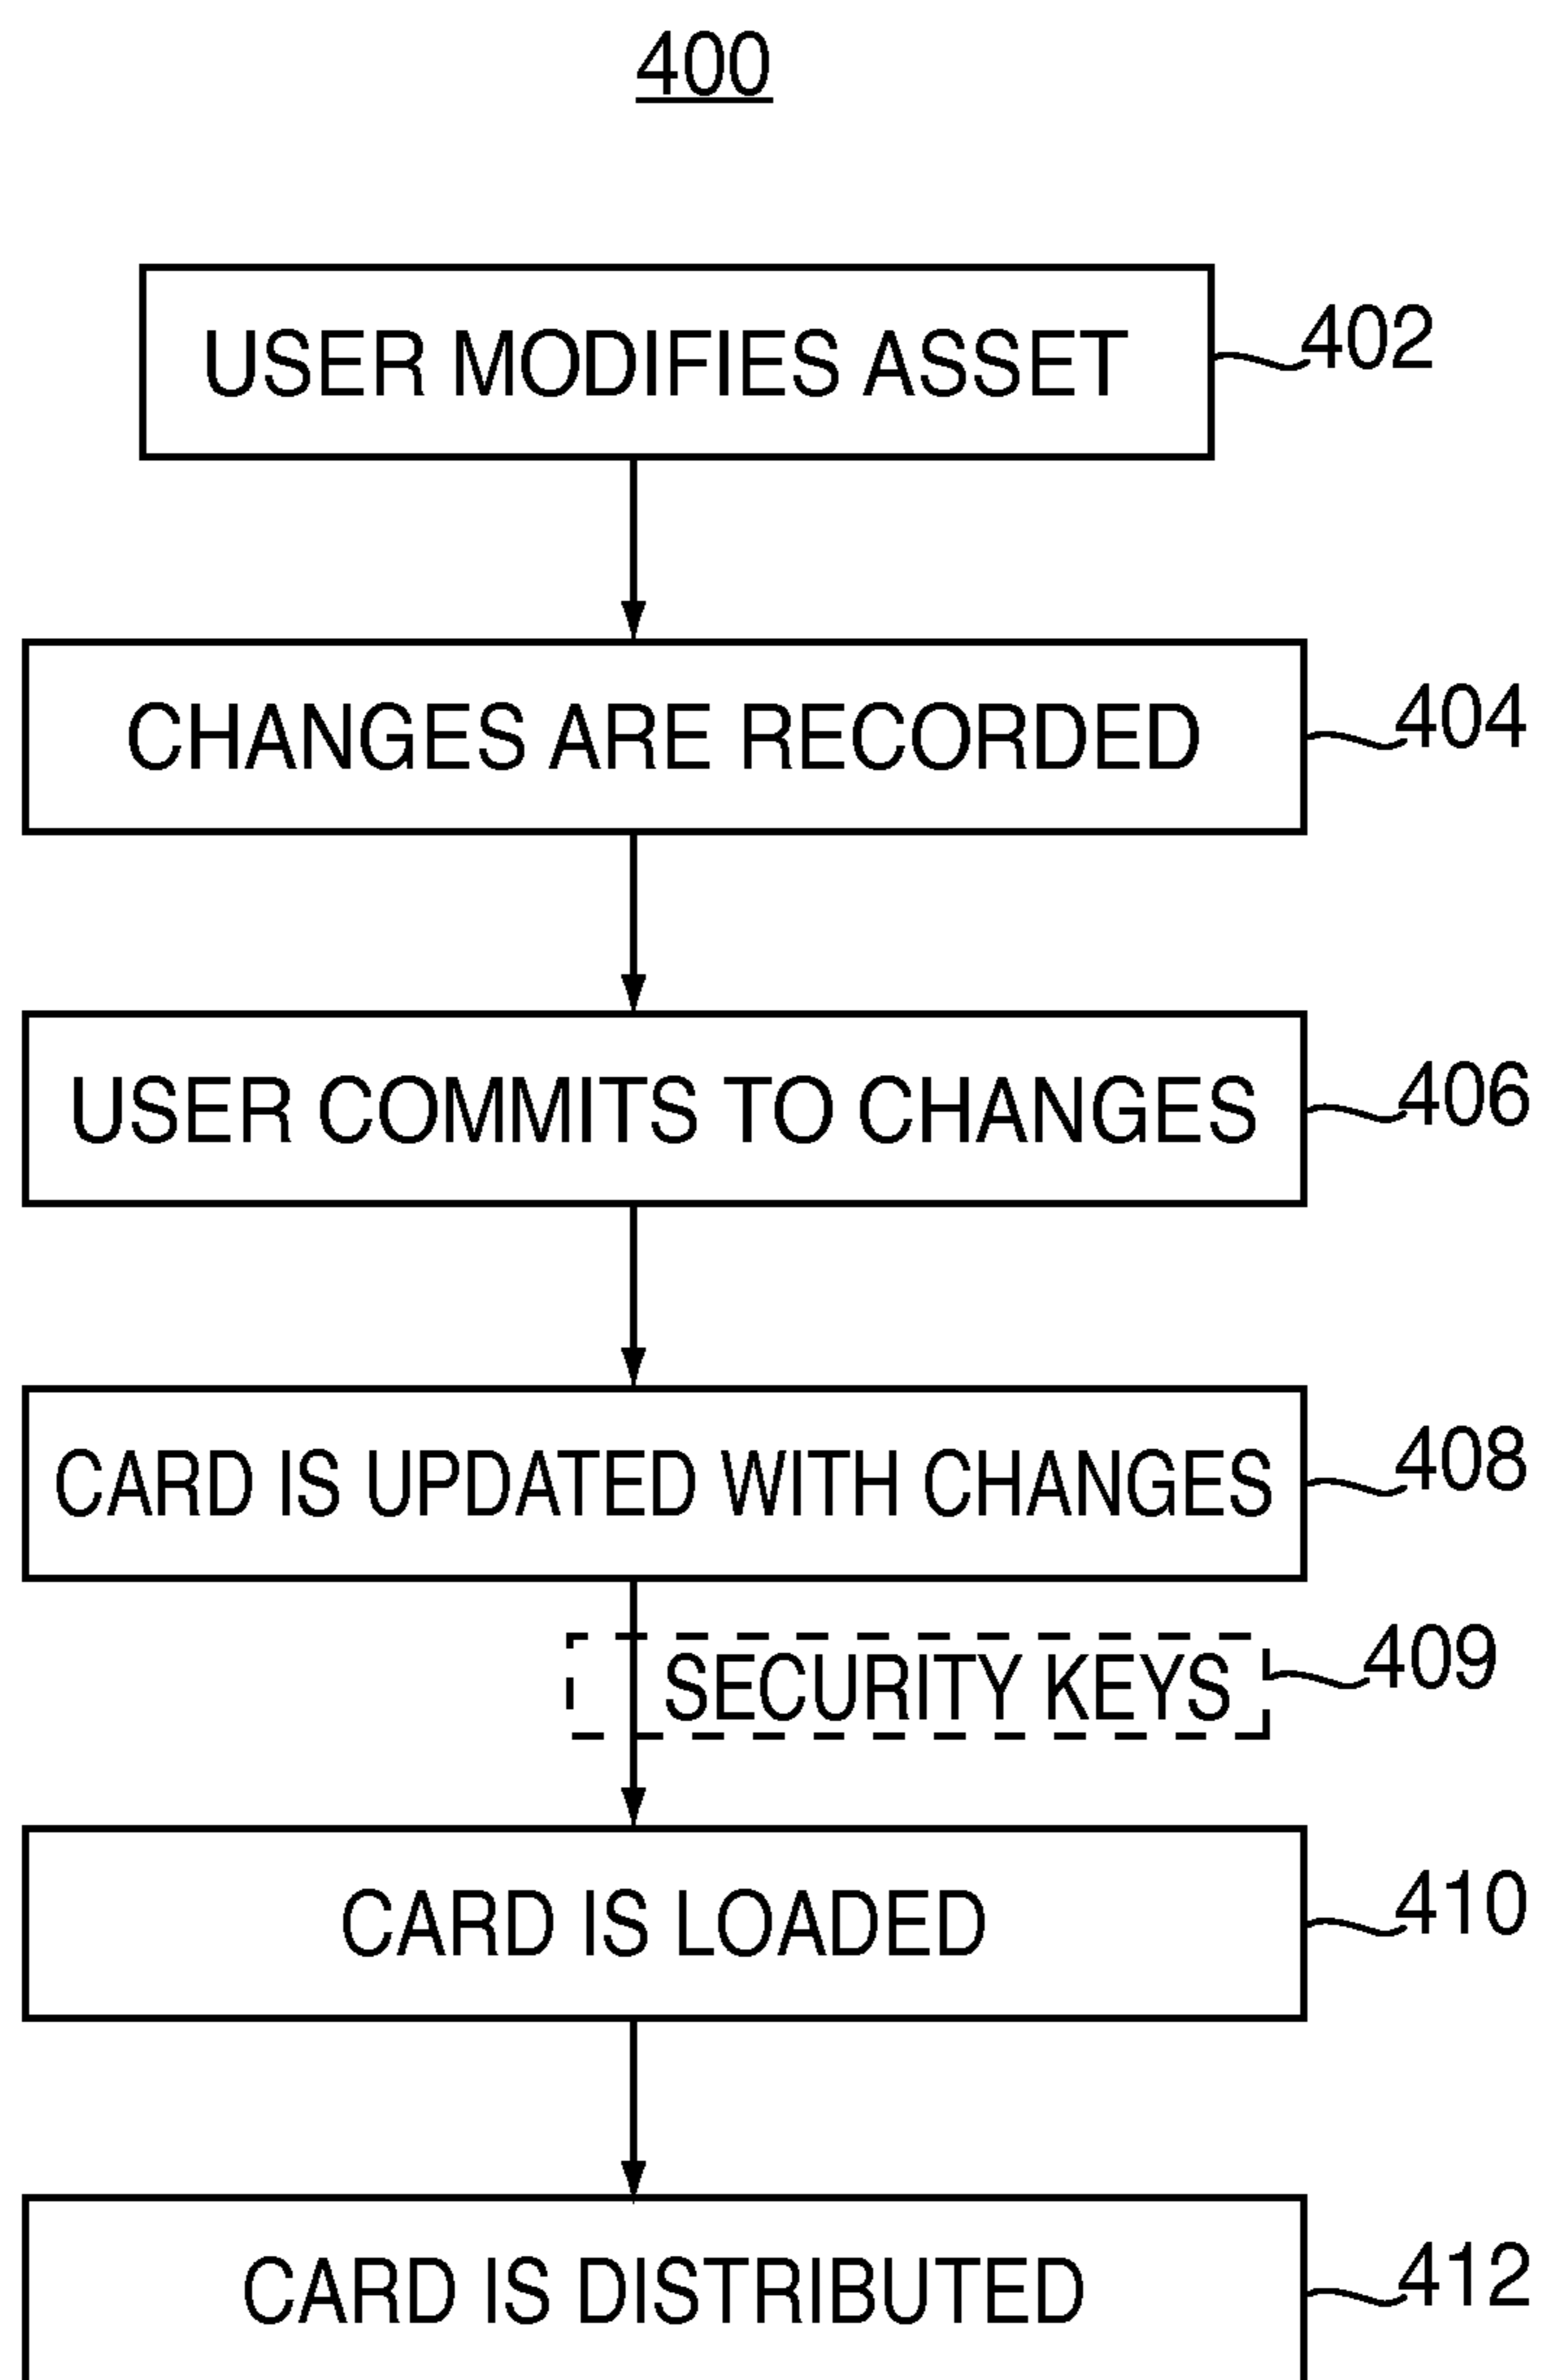 400
USER MODIFIES ASSET
402
CHANGES ARE RECORDED
404
USER COMMITS TO CHANGES
406
CARD IS UPDATED WITH CHANGES
408
SECURITY KEYS
409
CARD IS LOADED
410
CARD IS DISTRIBUTED
412